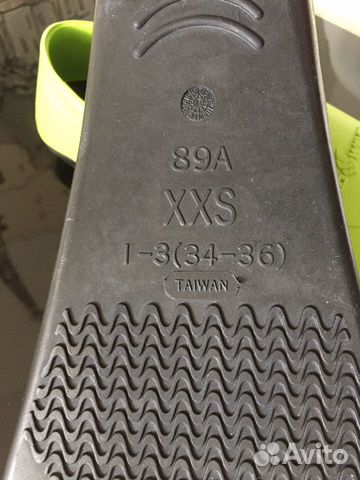 89A
XXS
1-3(34-36)
TAIWAN
Avito